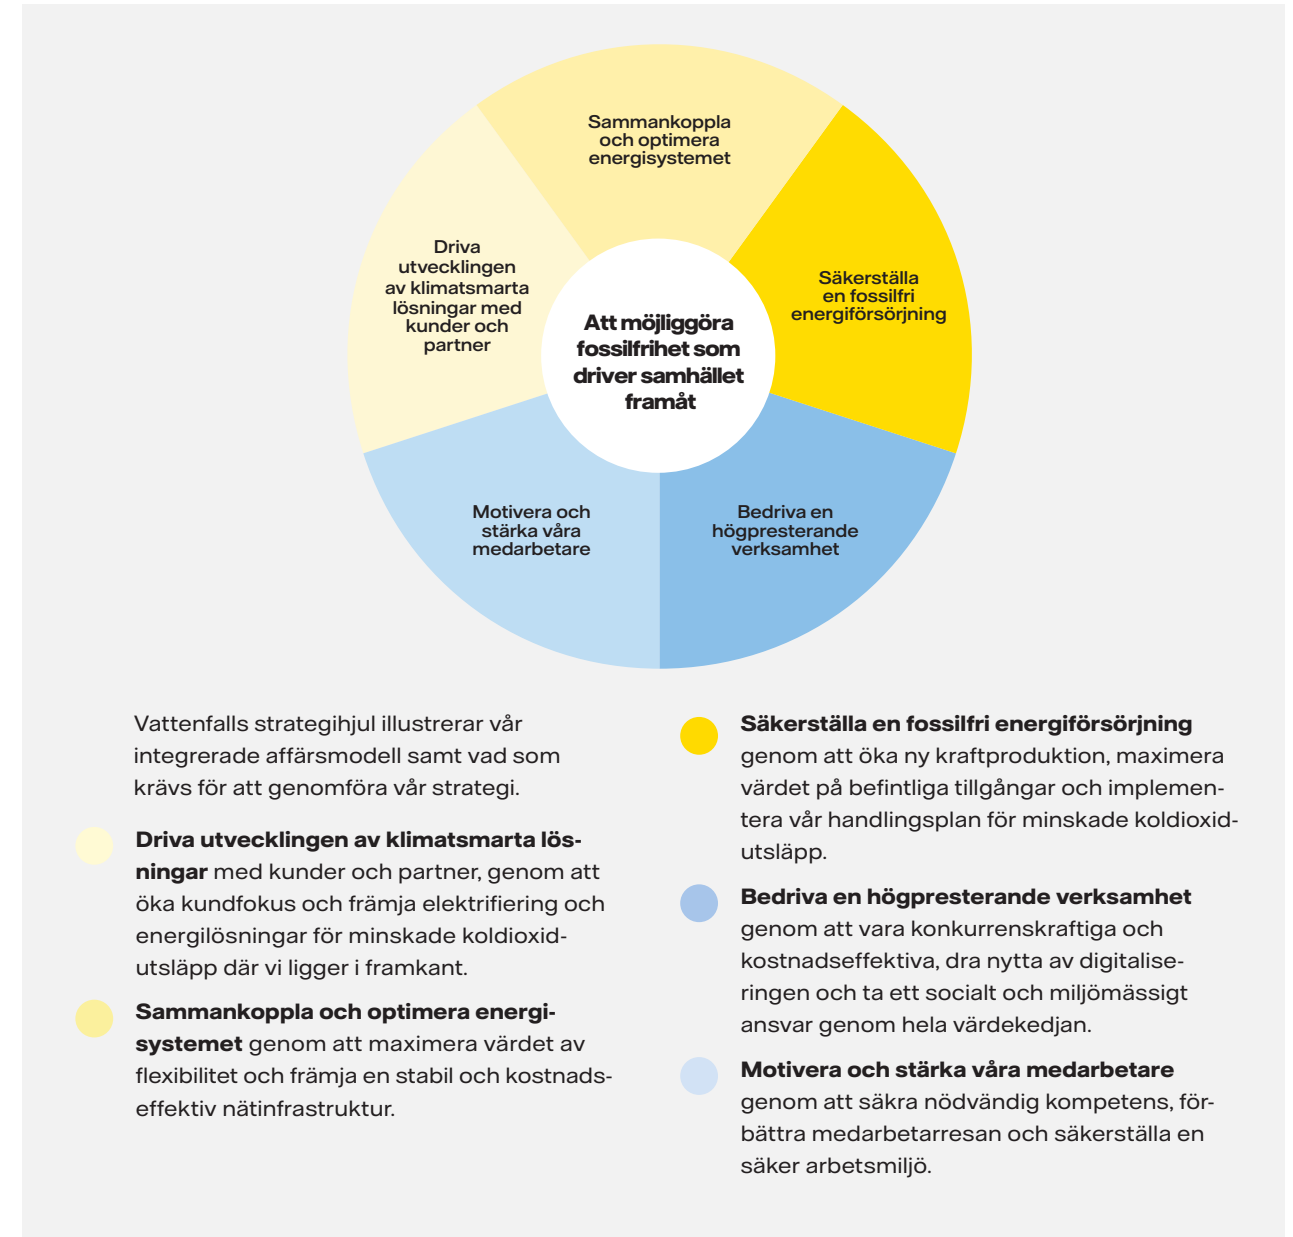 Sammankoppla
och optimera
energisystemet
Säkerställa
en fossilfri
energiförsörjning
Driva
utvecklingen
av klimatsmarta
lösningar med
kunder och
partner
Att möjliggöra
fossilfrihet som
driver samhället
framåt
Motivera och
stärka våra
medarbetare
Bedriva en
högpresterande
verksamhet
Vattenfalls strategihjul illustrerar vår
integrerade affärsmodell samt vad som
krävs för att genomföra vår strategi.
Driva utvecklingen av klimatsmarta lös-
ningar med kunder och partner, genom att
öka kundfokus och främja elektrifiering och
energilösningar för minskade koldioxid-
utsläpp där vi ligger i framkant.
Sammankoppla och optimera energi-
systemet genom att maximera värdet av
flexibilitet och främja en stabil och kostnads-
effektiv nätinfrastruktur.
Säkerställa en fossilfri energiförsörjning
genom att öka ny kraftproduktion, maximera
värdet på befintliga tillgångar och implemen-
tera vår handlingsplan för minskade koldioxid-
utsläpp.
Bedriva en högpresterande verksamhet
genom att vara konkurrenskraftiga och
kostnadseffektiva, dra nytta av digitalise-
ringen och ta ett socialt och miljömässigt
ansvar genom hela värdekedjan.
Motivera och stärka våra medarbetare
genom att säkra nödvändig kompetens, för-
bättra medarbetarresan och säkerställa en
säker arbetsmiljö.